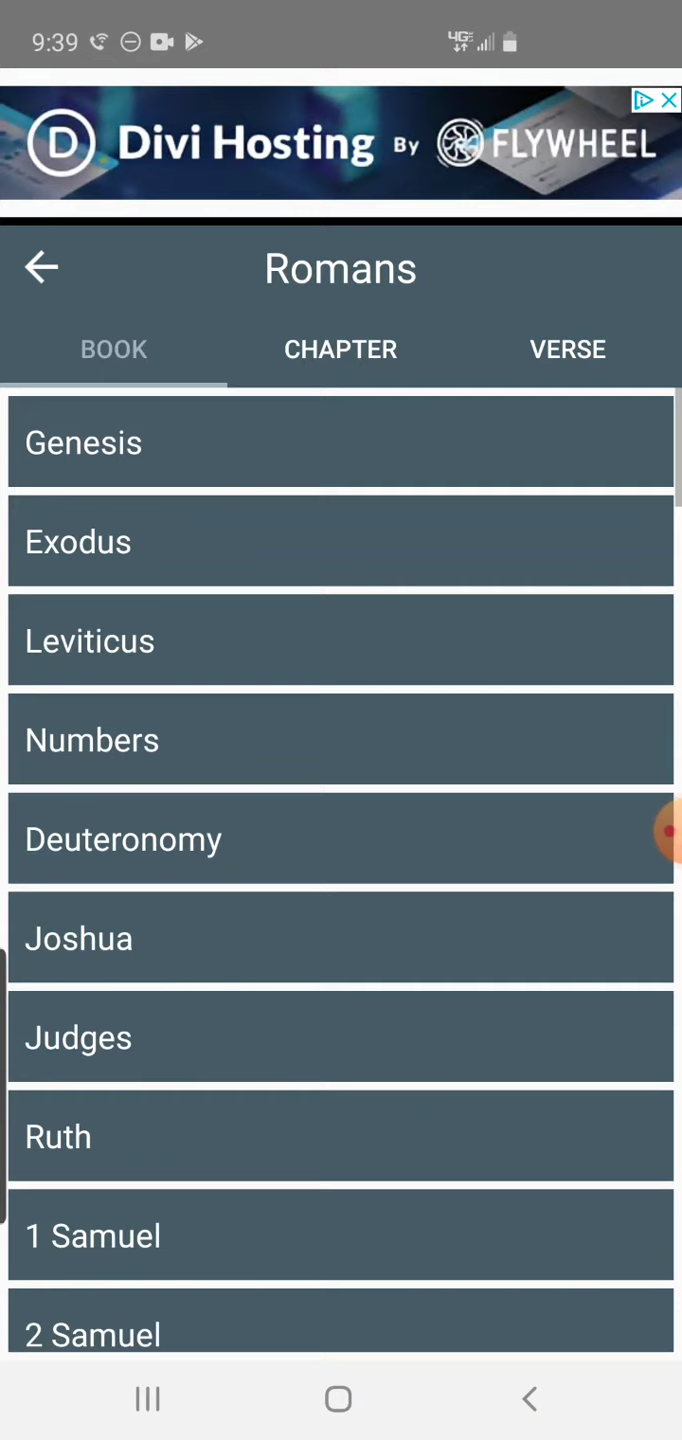 9:39
4G
Divi Hosting By FLYWHEEL
Romans
BOOK CHAPTER VERSE
Genesis
Exodus
Leviticus
Numbers
Deuteronomy
Joshua
Judges
Ruth
1 Samuel
2 Samuel